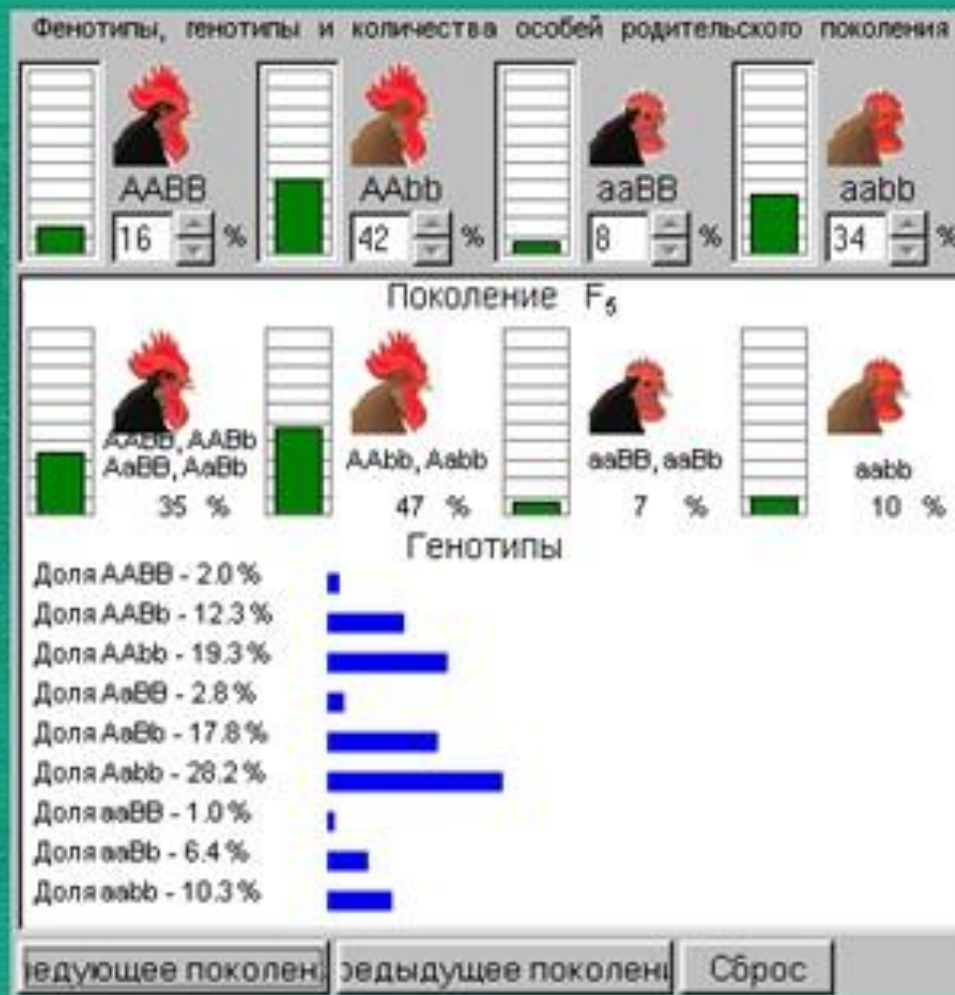 Фенотипы, генотипы и количества особей родительского поколения
AABB AAbb aaBB aabb
16 % 42 % 8 % 34 %
Поколение F5
AABB, AABb
AaBB, AaBb
AAbb, Aabb
aaBB, aaBb
aabb
35 % 47 % 7 % 10 %
Генотипы
Доля AABB - 2.0 %
Доля AABb - 12.3 %
Доля AAbb - 19.3 %
Доля AaBB - 2.8 %
Доля AaBb - 17.8 %
Доля Aabb - 28.2 %
Доля aaBB - 1.0 %
Доля aaBb - 6.4 %
Доля aabb - 10.3 %
едующее поколен редыдущее поколени Сброс